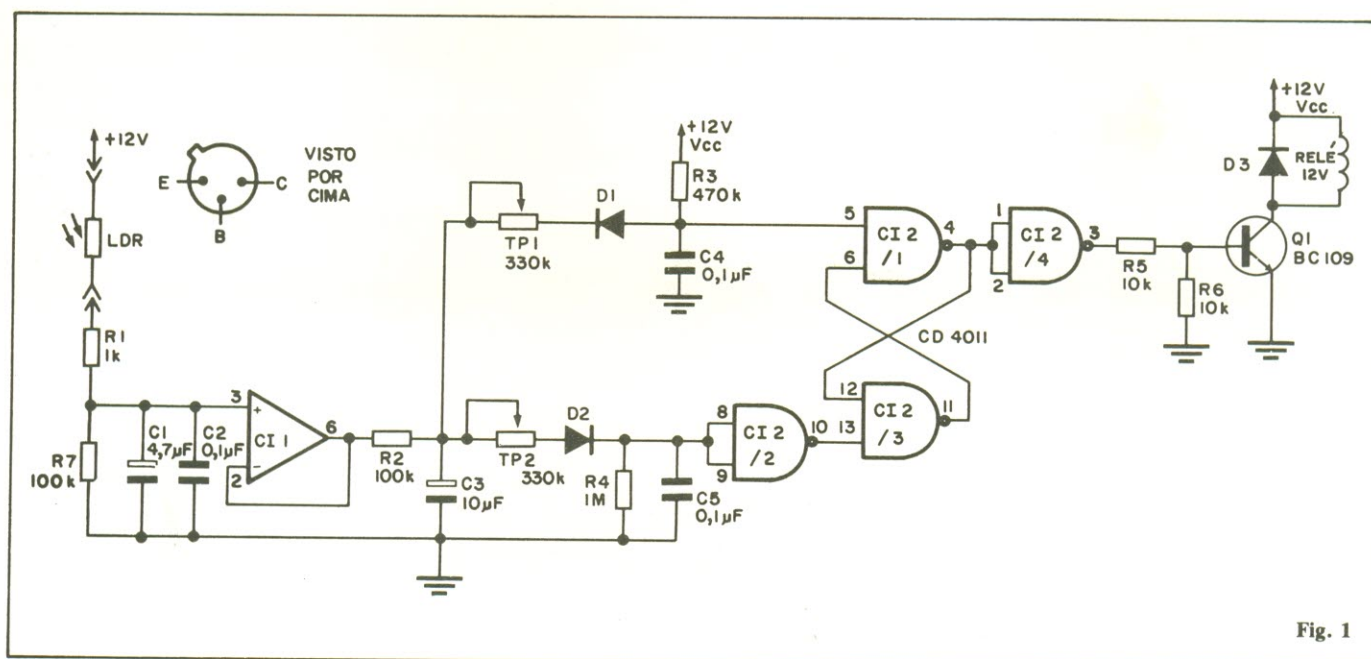 +12V
E
B
C
VISTO
POR
CIMA
LDR
R1
1k
R7
100k
C1
4,7µF
C2
0,1µF
3
+
CI 1
-
2
6
R2
100k
C3
10µF
TP1
330k
D1
+12V
Vcc
R3
470k
C4
0,1µF
TP2
330k
D2
R4
1M
C5
0,1µF
8
9
CI 2
/2
10
13
12
CI 2
/3
11
CD 4011
5
6
CI 2
/1
4
1
2
CI 2
/4
3
R5
10k
R6
10k
+12V
Vcc
D3
RELÉ
12V
Q1
BC 109
Fig. 1